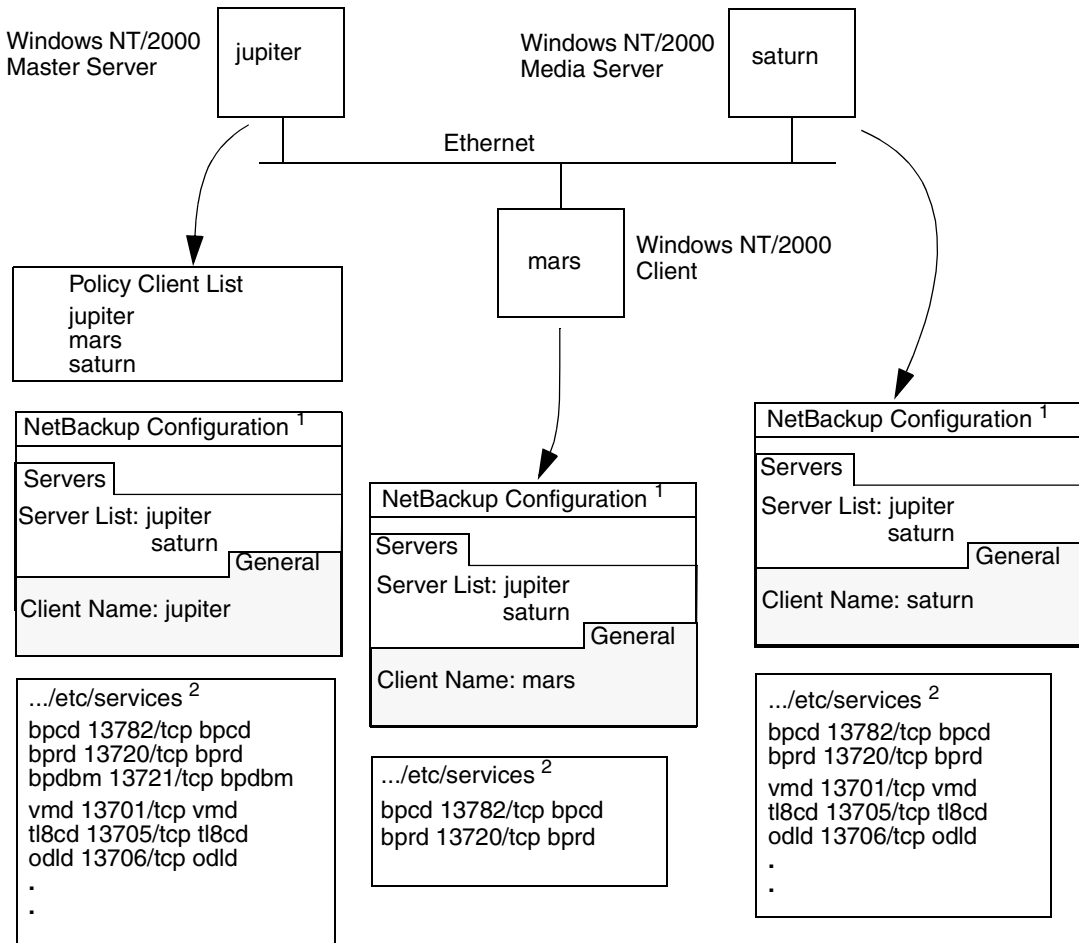 Windows NT/2000
Master Server
jupiter
Windows NT/2000
Media Server
saturn
Ethernet
mars
Windows NT/2000
Client
Policy Client List
jupiter
mars
saturn
NetBackup Configuration 1
Servers
Server List: jupiter
saturn
General
Client Name: jupiter
.../etc/services 2
bpcd 13782/tcp bpcd
bprd 13720/tcp bprd
bpdbm 13721/tcp bpdbm
vmd 13701/tcp vmd
tl8cd 13705/tcp tl8cd
odld 13706/tcp odld
.
.
NetBackup Configuration 1
Servers
Server List: jupiter
saturn
General
Client Name: mars
.../etc/services 2
bpcd 13782/tcp bpcd
bprd 13720/tcp bprd
NetBackup Configuration 1
Servers
Server List: jupiter
saturn
General
Client Name: saturn
.../etc/services 2
bpcd 13782/tcp bpcd
bprd 13720/tcp bprd
vmd 13701/tcp vmd
tl8cd 13705/tcp tl8cd
odld 13706/tcp odld
.
.